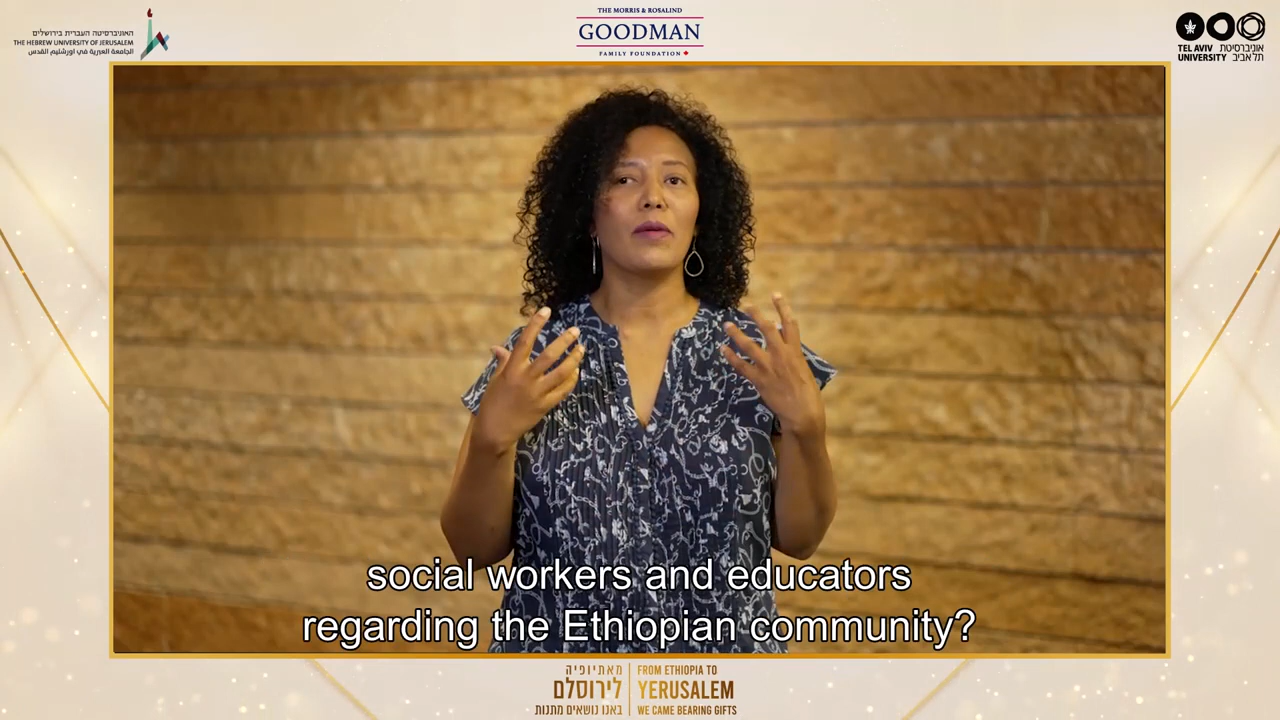 האוניברסיטה העברית בירושלים
THE HEBREW UNIVERSITY OF JERUSALEM
الجامعة العبرية في اورشليم القدس
THE MORRIS & ROSALIND
GOODMAN
FAMILY FOUNDATION
TEL AVIV אוניברסיטת
UNIVERSITY תל אביב
social workers and educators
regarding the Ethiopian community?
מאתיופיה
לירוסלם
באנו נושאים מתנות
FROM ETHIOPIA TO
YERUSALEM
WE CAME BEARING GIFTS